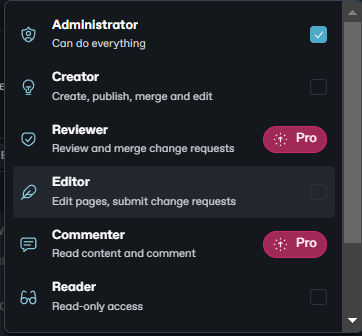 Administrator
Can do everything
Creator
Create, publish, merge and edit
Reviewer
Review and merge change requests
Pro
Editor
Edit pages, submit change requests
Commenter
Read content and comment
Pro
Reader
Read-only access